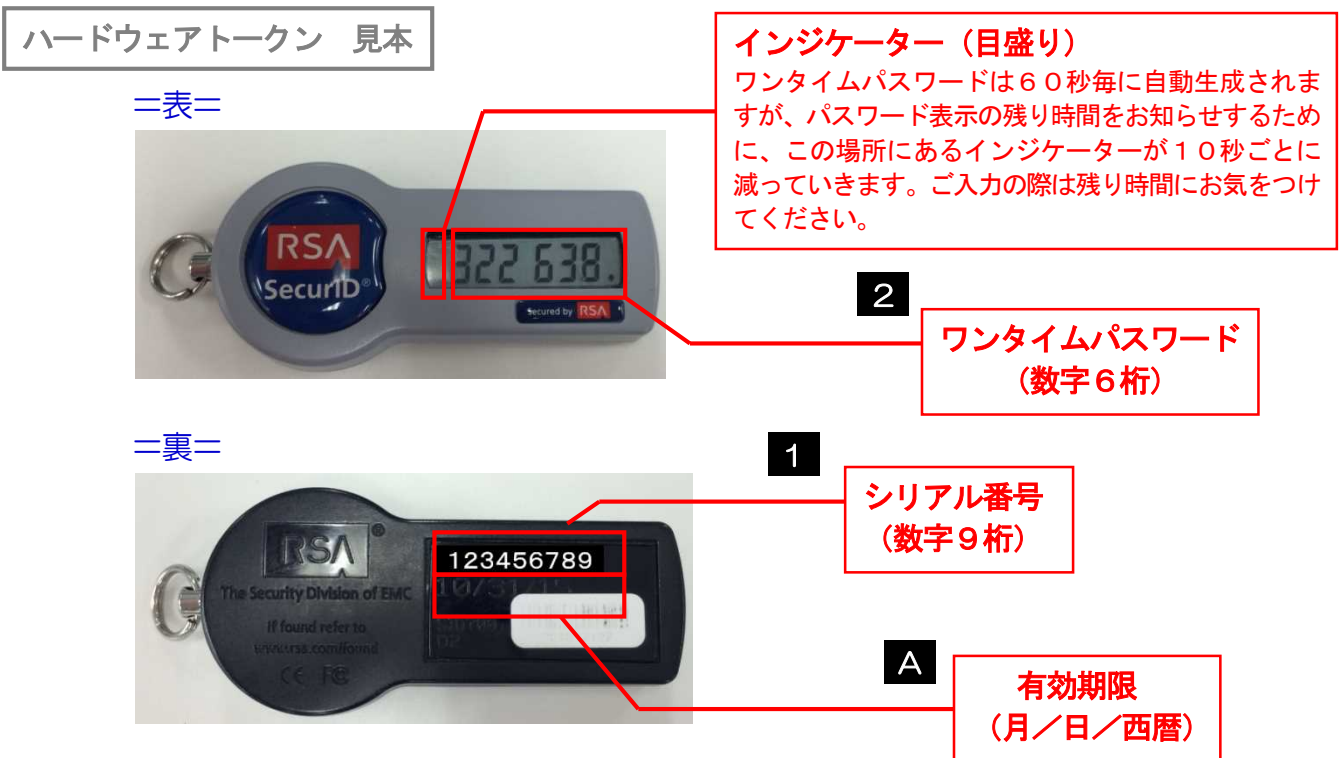 ハードウェアトークン　見本
＝表＝
インジケーター（目盛り）
ワンタイムパスワードは６０秒毎に自動生成されま
すが、パスワード表示の残り時間をお知らせするため
に、この場所にあるインジケーターが１０秒ごとに
減っていきます。ご入力の際は残り時間にお気をつけ
てください。
RSA
SecurID®
322 638.
Secured by RSA
2
ワンタイムパスワード
（数字６桁）
＝裏＝
1
シリアル番号
（数字９桁）
RSA®
The Security Division of EMC
If found refer to
www.rsa.com/found
CE FC
123456789
10/31/15
02
A
有効期限
（月／日／西暦）